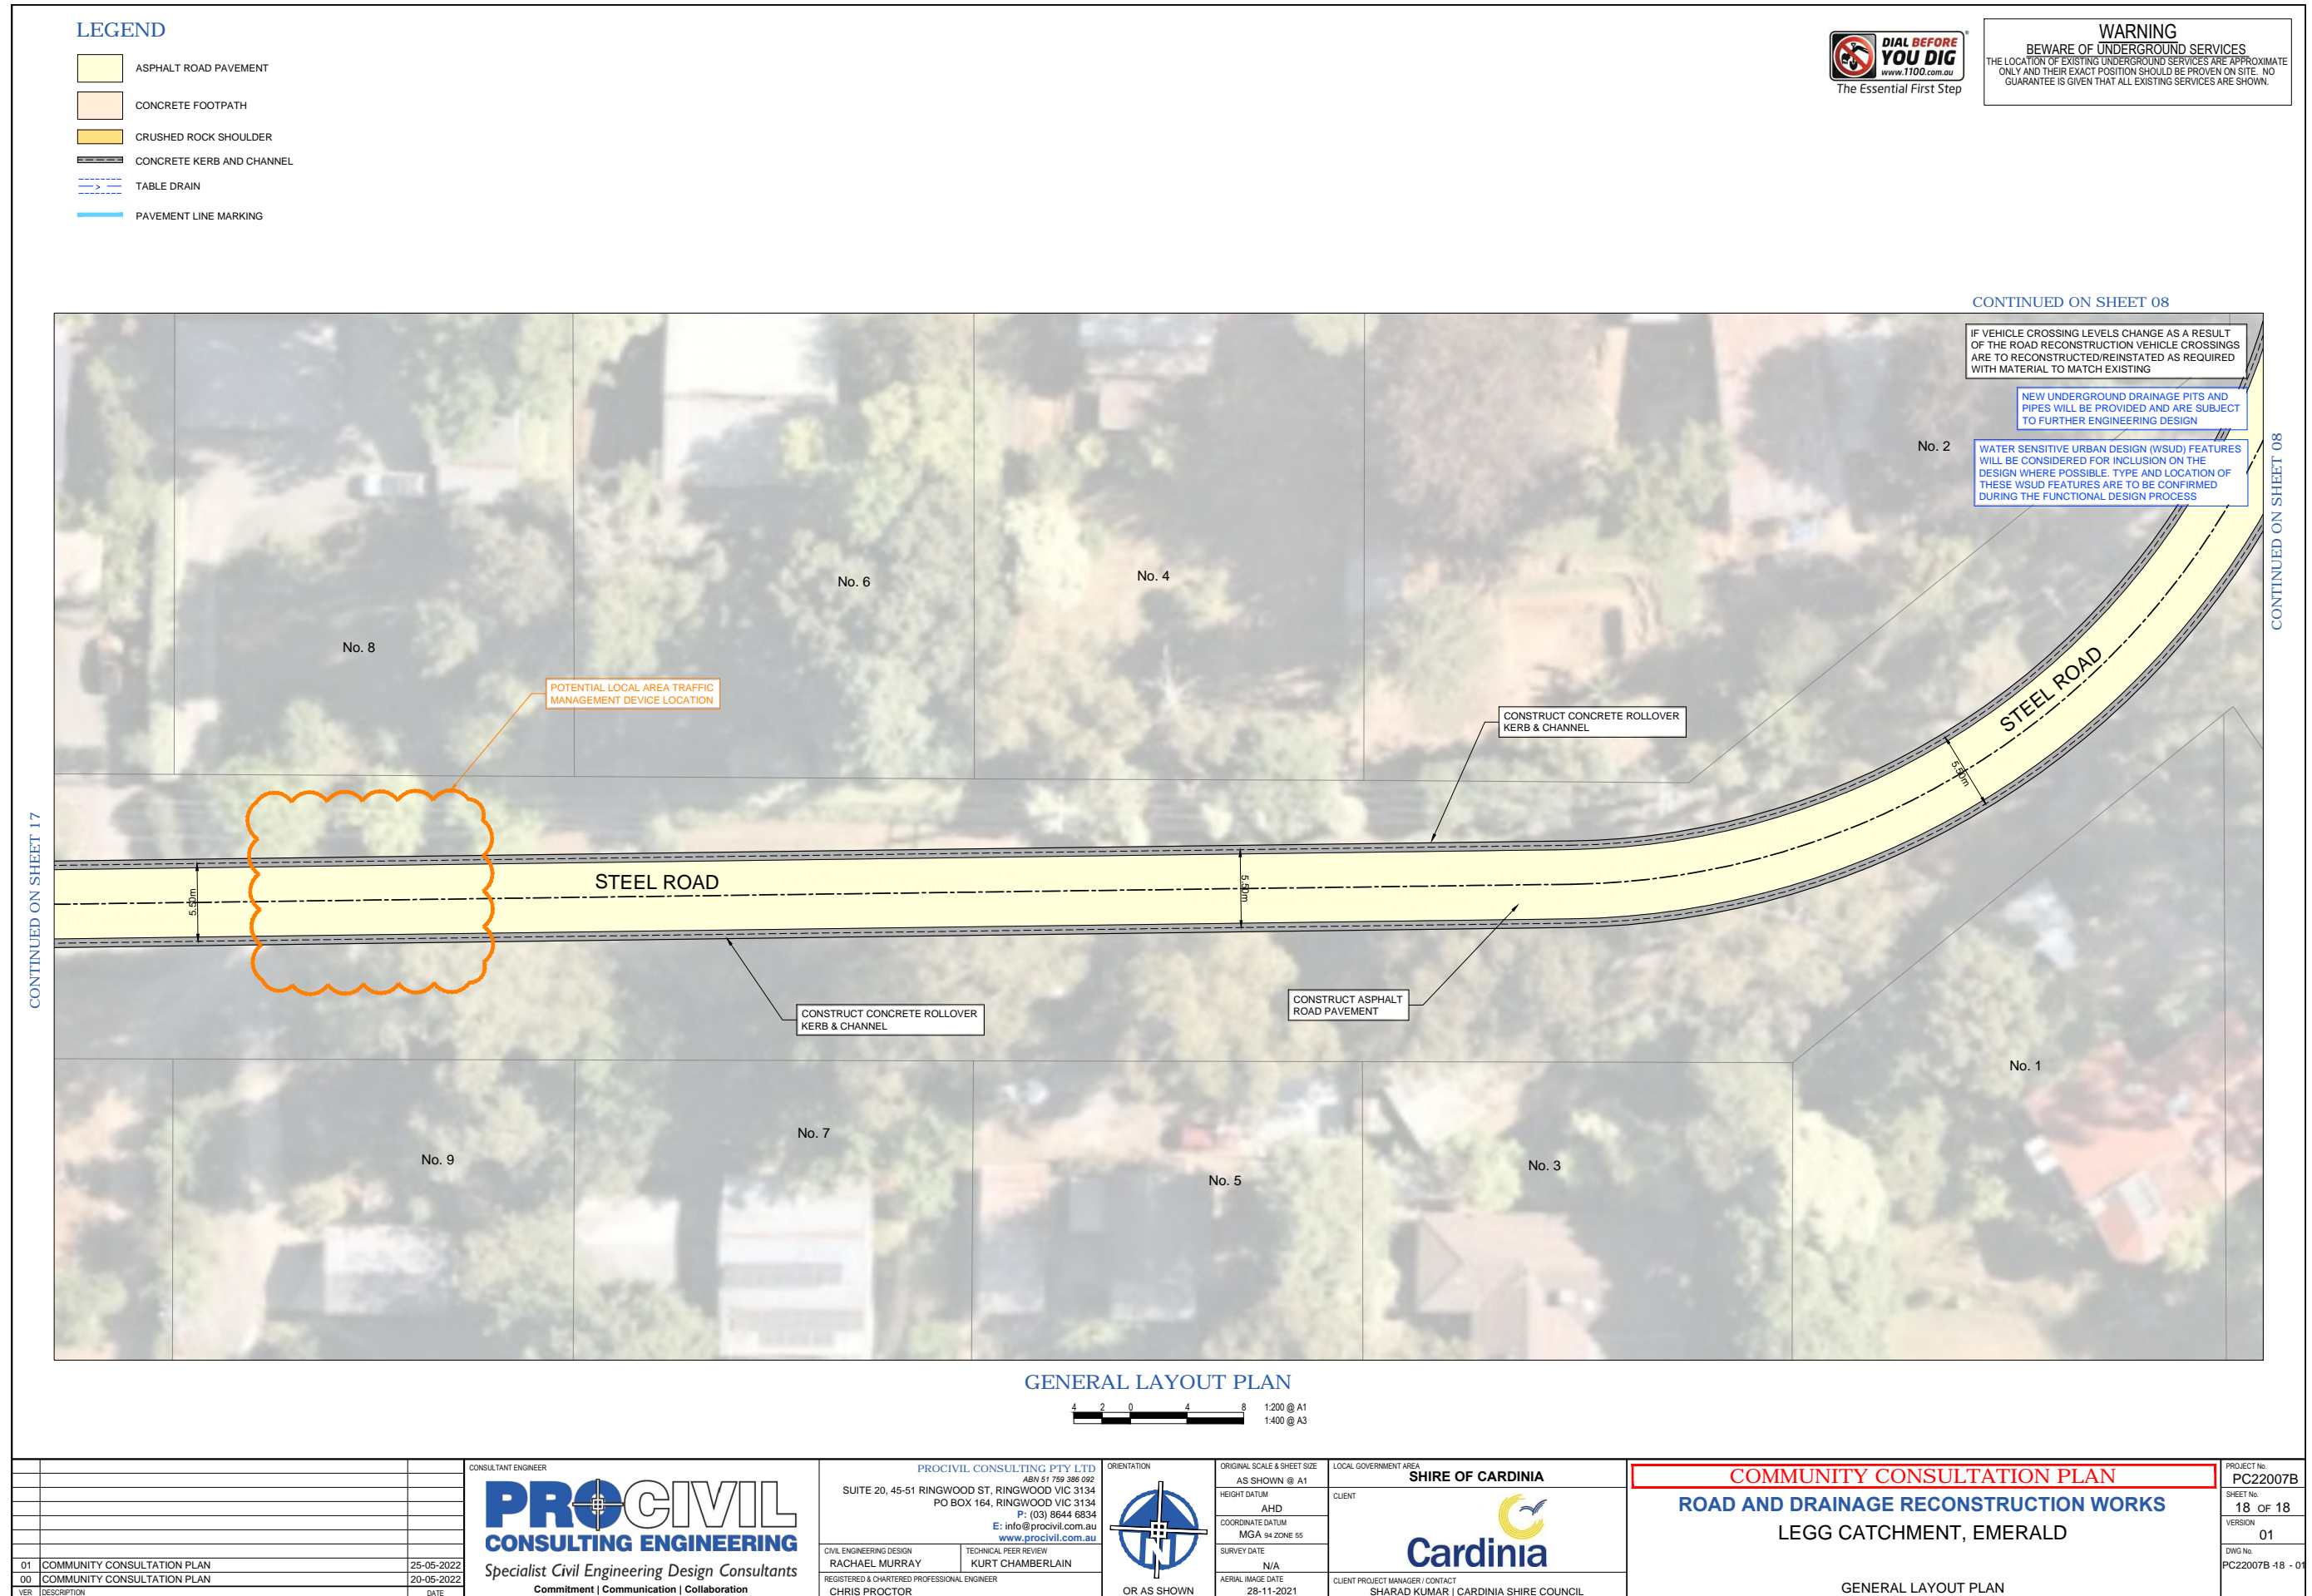 LEGEND
ASPHALT ROAD PAVEMENT
CONCRETE FOOTPATH
CRUSHED ROCK SHOULDER
CONCRETE KERB AND CHANNEL
TABLE DRAIN
PAVEMENT LINE MARKING
DIAL BEFORE
YOU DIG
www.1100.com.au
The Essential First Step
WARNING
BEWARE OF UNDERGROUND SERVICES
THE LOCATION OF EXISTING UNDERGROUND SERVICES ARE APPROXIMATE
ONLY AND THEIR EXACT POSITION SHOULD BE PROVEN ON SITE. NO
GUARANTEE IS GIVEN THAT ALL EXISTING SERVICES ARE SHOWN.
CONTINUED ON SHEET 08
IF VEHICLE CROSSING LEVELS CHANGE AS A RESULT
OF THE ROAD RECONSTRUCTION VEHICLE CROSSINGS
ARE TO RECONSTRUCTED/REINSTATED AS REQUIRED
WITH MATERIAL TO MATCH EXISTING
NEW UNDERGROUND DRAINAGE PITS AND
PIPES WILL BE PROVIDED AND ARE SUBJECT
TO FURTHER ENGINEERING DESIGN
WATER SENSITIVE URBAN DESIGN (WSUD) FEATURES
WILL BE CONSIDERED FOR INCLUSION ON THE
DESIGN WHERE POSSIBLE. TYPE AND LOCATION OF
THESE WSUD FEATURES ARE TO BE CONFIRMED
DURING THE FUNCTIONAL DESIGN PROCESS
CONTINUED ON SHEET 08
No. 2
No. 4
No. 6
No. 8
POTENTIAL LOCAL AREA TRAFFIC
MANAGEMENT DEVICE LOCATION
CONSTRUCT CONCRETE ROLLOVER
KERB & CHANNEL
STEEL ROAD
5.50m
CONTINUED ON SHEET 17
5.50m
STEEL ROAD
5.50m
CONSTRUCT CONCRETE ROLLOVER
KERB & CHANNEL
CONSTRUCT ASPHALT
ROAD PAVEMENT
No. 1
No. 7
No. 9
No. 5
No. 3
GENERAL LAYOUT PLAN
4 2 0 4 8
1:200 @ A1
1:400 @ A3
01 COMMUNITY CONSULTATION PLAN 25-05-2022
00 COMMUNITY CONSULTATION PLAN 20-05-2022
VER DESCRIPTION DATE
CONSULTANT ENGINEER
PROCIVIL
CONSULTING ENGINEERING
Specialist Civil Engineering Design Consultants
Commitment | Communication | Collaboration
PROCIVIL CONSULTING PTY LTD
ABN 51 759 386 092
SUITE 20, 45-51 RINGWOOD ST, RINGWOOD VIC 3134
PO BOX 164, RINGWOOD VIC 3134
P: (03) 8644 6834
E: info@procivil.com.au
www.procivil.com.au
CIVIL ENGINEERING DESIGN
RACHAEL MURRAY
TECHNICAL PEER REVIEW
KURT CHAMBERLAIN
REGISTERED & CHARTERED PROFESSIONAL ENGINEER
CHRIS PROCTOR
ORIENTATION
N
OR AS SHOWN
ORIGINAL SCALE & SHEET SIZE
AS SHOWN @ A1
HEIGHT DATUM
AHD
COORDINATE DATUM
MGA 94 ZONE 55
SURVEY DATE
N/A
AERIAL IMAGE DATE
28-11-2021
LOCAL GOVERNMENT AREA
SHIRE OF CARDINIA
CLIENT
Cardinia
CLIENT PROJECT MANAGER / CONTACT
SHARAD KUMAR | CARDINIA SHIRE COUNCIL
COMMUNITY CONSULTATION PLAN
ROAD AND DRAINAGE RECONSTRUCTION WORKS
LEGG CATCHMENT, EMERALD
GENERAL LAYOUT PLAN
PROJECT No.
PC22007B
SHEET No.
18 OF 18
VERSION
01
DWG No.
PC22007B -18 - 01